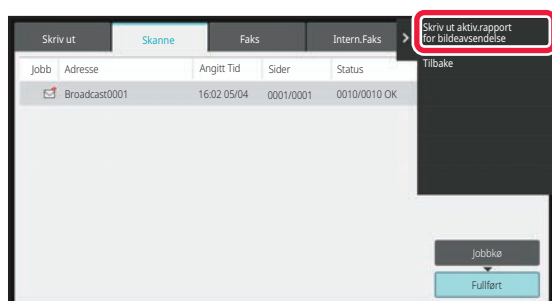 Skriv ut
Skanne
Faks
Intern.Faks
Skriv ut aktiv.rapport
for bildeavsendelse
Tilbake
Jobb Adresse Angitt Tid Sider Status
Broadcast0001 16:02 05/04 0001/0001 0010/0010 OK
Jobbkø
Fullført